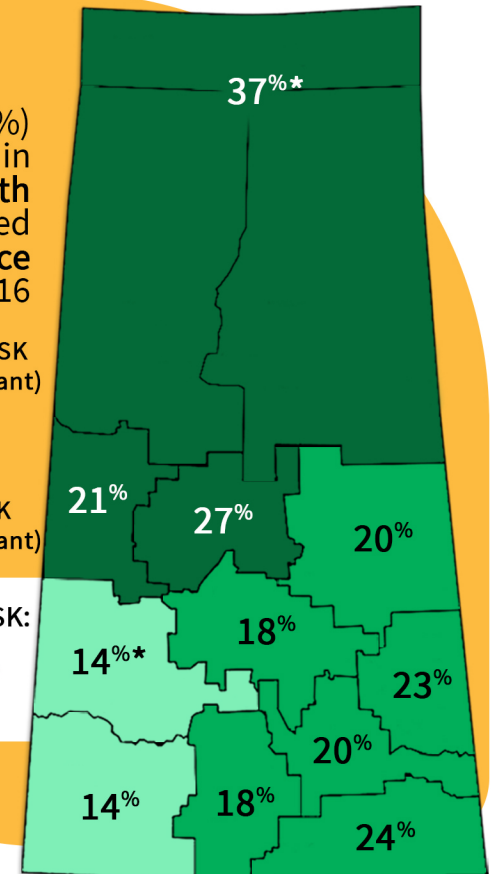 37%*
%)
in
th
ed
ce
16
SK
ant)
21%
27%
20%
K
ant)
SK:
18%
14%*
23%
20%
14%
18%
24%